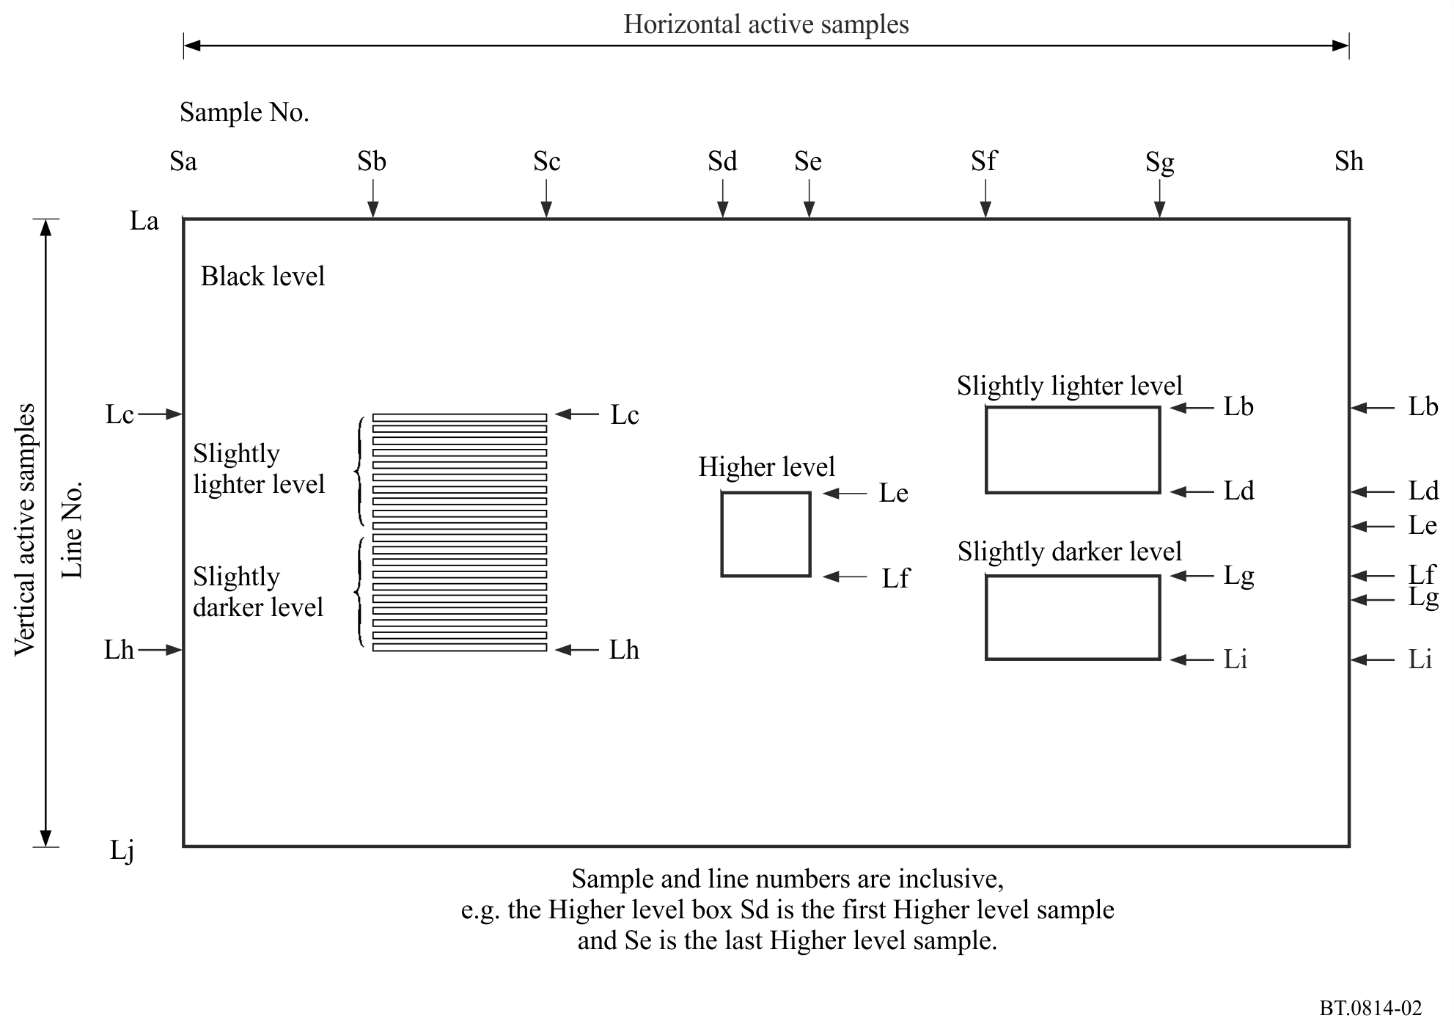 Horizontal active samples
Sample No.
Sa Sb Sc Sd Se Sf Sg Sh
La
Black level
Slightly lighter level
Lc Lc Lb Lb
Slightly
lighter level
Higher level
Le Ld Ld
Le
Slightly darker level
Slightly
darker level
Lf Lg Lf
Lg
Lh Lh Li Li
Vertical active samples
Line No.
Lj
Sample and line numbers are inclusive,
e.g. the Higher level box Sd is the first Higher level sample
and Se is the last Higher level sample.
BT.0814-02